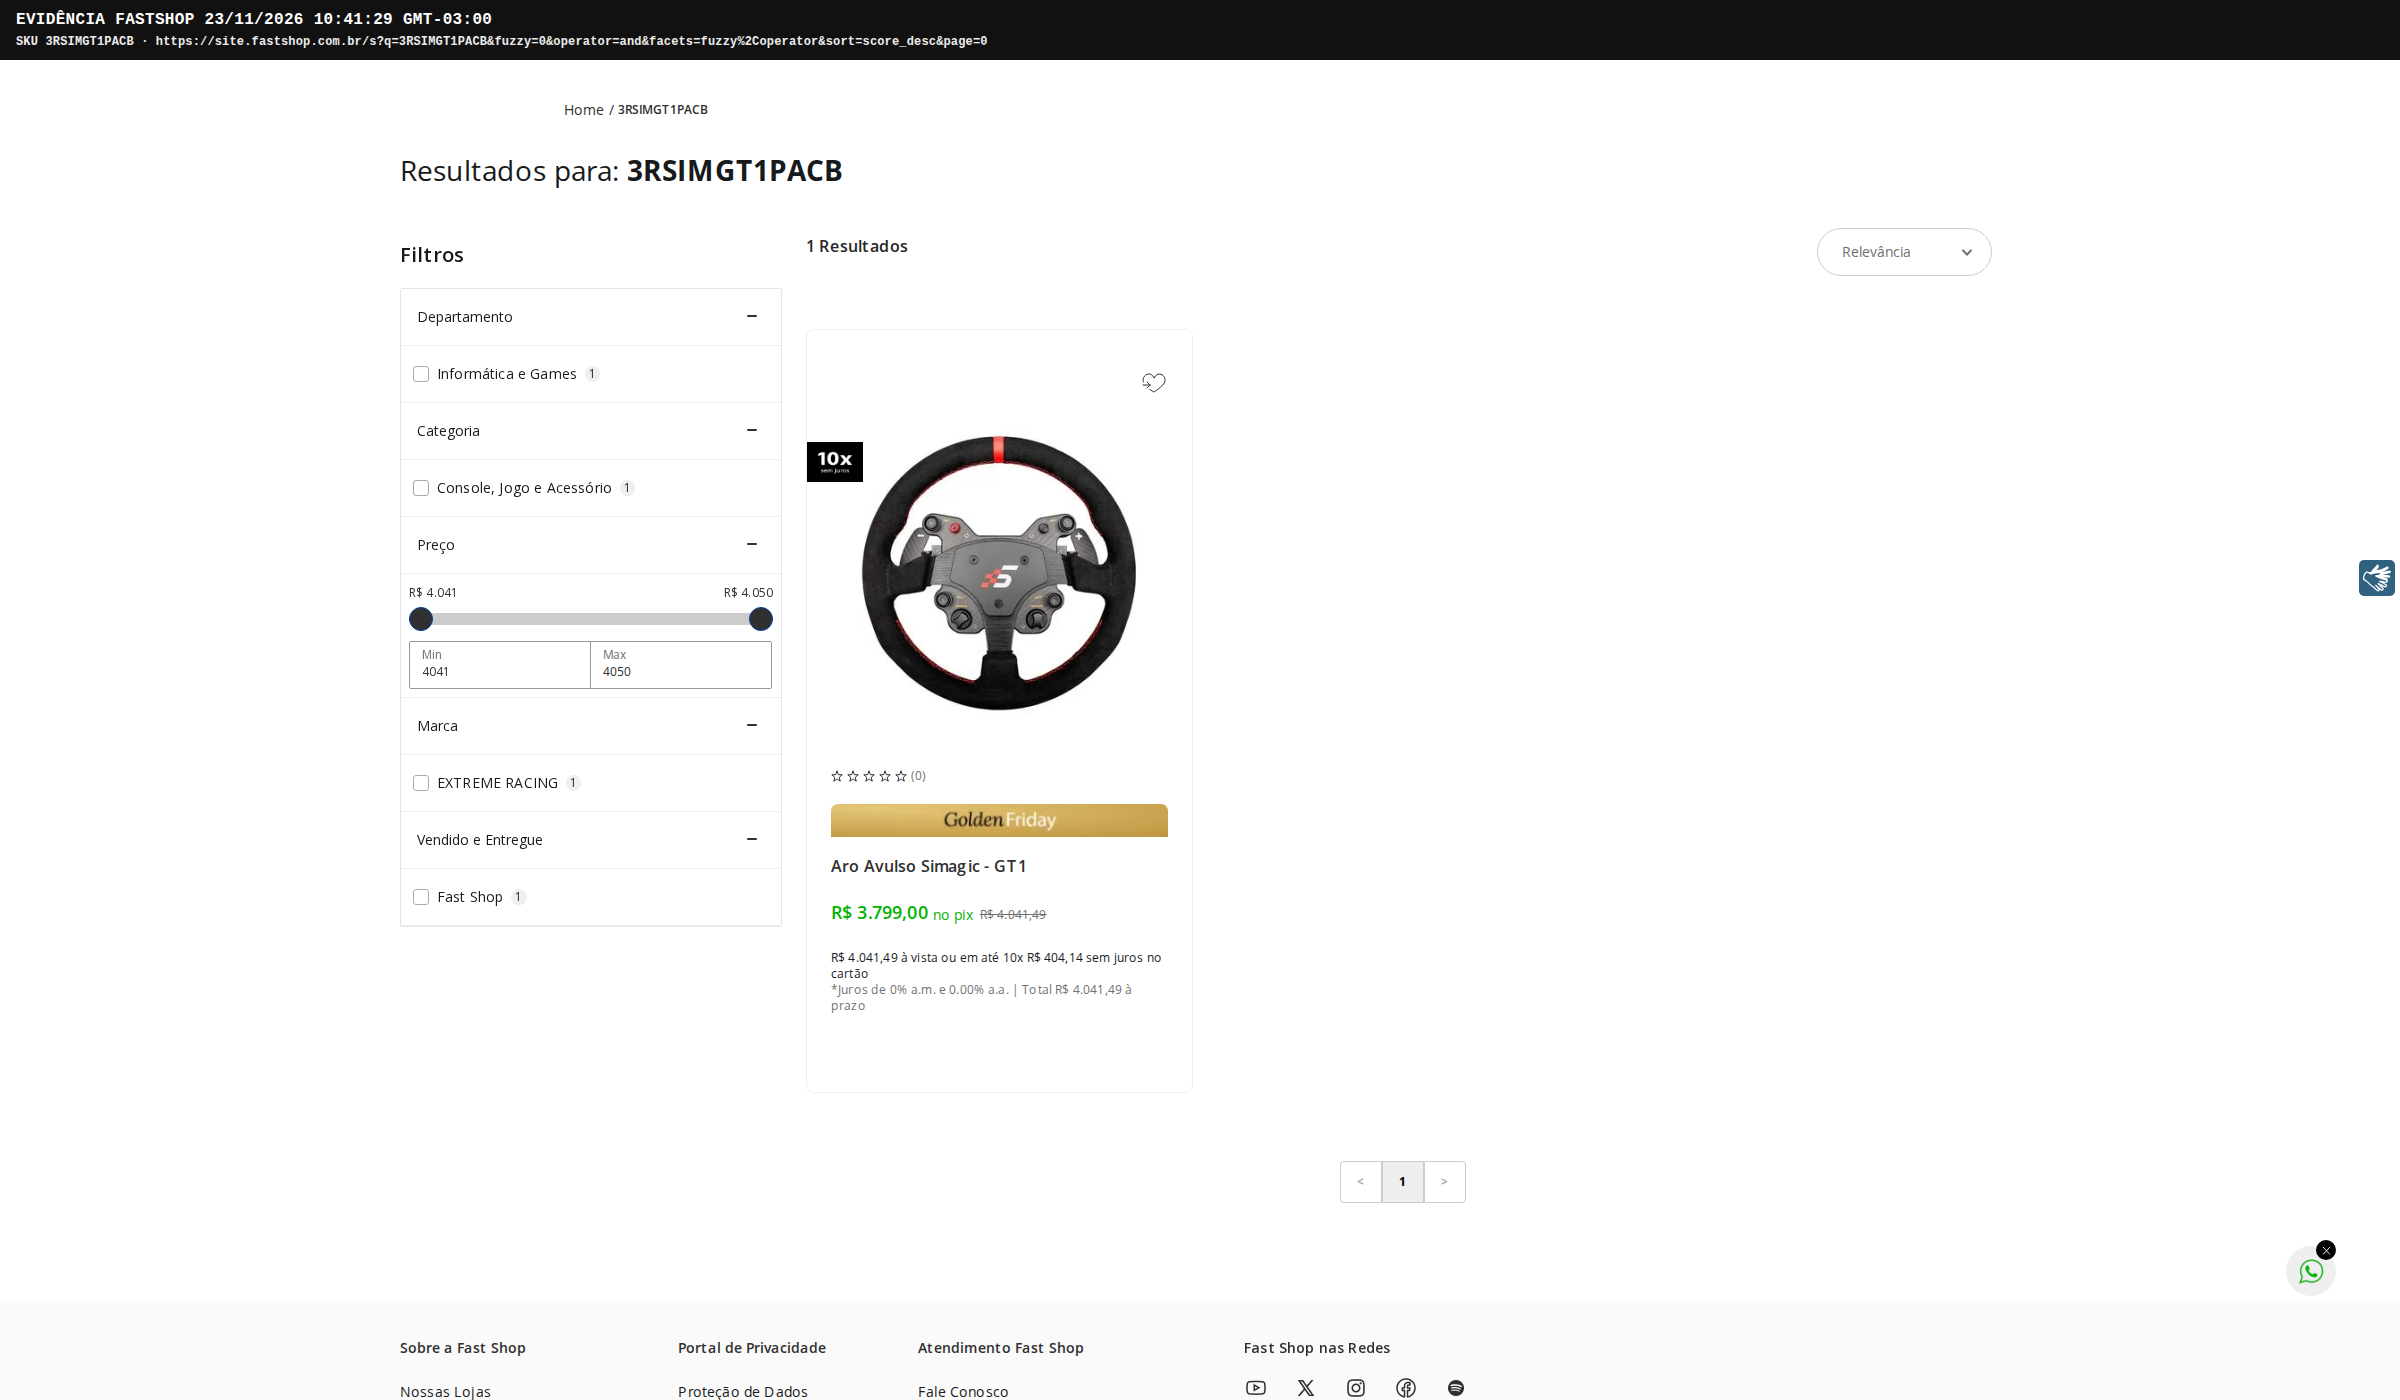 EVIDÊNCIA FASTSHOP 23/11/2026 10:41:29 GMT-03:00
SKU 3RSIMGT1PACB · https://site.fastshop.com.br/s?q=3RSIMGT1PACB&fuzzy=0&operator=and&facets=fuzzy%2Coperator&sort=score_desc&page=0
Home / 3RSIMGT1PACB
Resultados para: 3RSIMGT1PACB
Filtros
1 Resultados
Relevância
Departamento
Informática e Games 1
Categoria
Console, Jogo e Acessório 1
Preço
R$ 4.041 R$ 4.050
Min Max
4041 4050
Marca
EXTREME RACING 1
Vendido e Entregue
Fast Shop 1
10x
sem juros
(0)
Golden Friday
Aro Avulso Simagic - GT1
R$ 3.799,00 no pix R$ 4.041,49
R$ 4.041,49 à vista ou em até 10x R$ 404,14 sem juros no
cartão
*Juros de 0% a.m. e 0.00% a.a. | Total R$ 4.041,49 à
prazo
< 1 >
Sobre a Fast Shop Portal de Privacidade Atendimento Fast Shop Fast Shop nas Redes
Nossas Lojas Proteção de Dados Fale Conosco